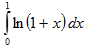 ∫₀¹ ln(1 + x) dx.